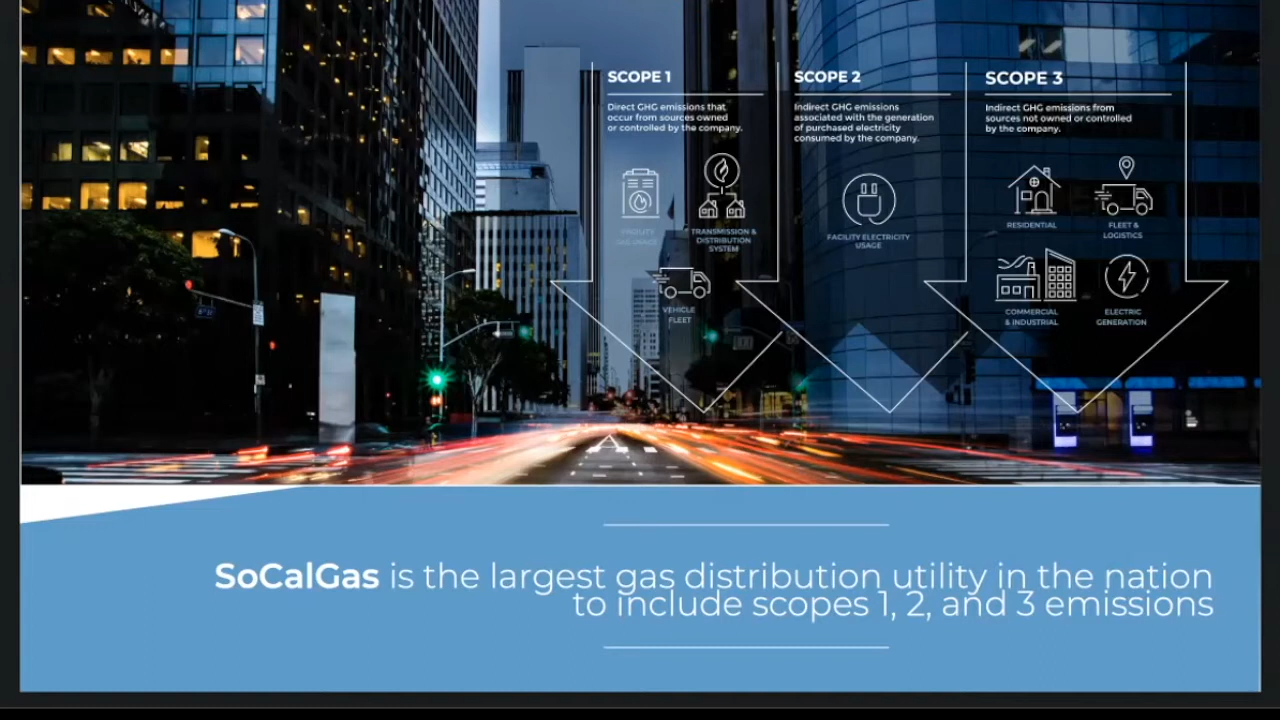 SCOPE 1
Direct GHG emissions that
occur from sources owned
or controlled by the company.
FACILITY
GAS USAGE
TRANSMISSION &
DISTRIBUTION
SYSTEM
VEHICLE
FLEET
SCOPE 2
Indirect GHG emissions
associated with the generation
of purchased electricity
consumed by the company.
FACILITY ELECTRICITY
USAGE
SCOPE 3
Indirect GHG emissions from
sources not owned or controlled
by the company.
RESIDENTIAL
FLEET &
LOGISTICS
COMMERCIAL
& INDUSTRIAL
ELECTRIC
GENERATION
SoCalGas is the largest gas distribution utility in the nation
to include scopes 1, 2, and 3 emissions